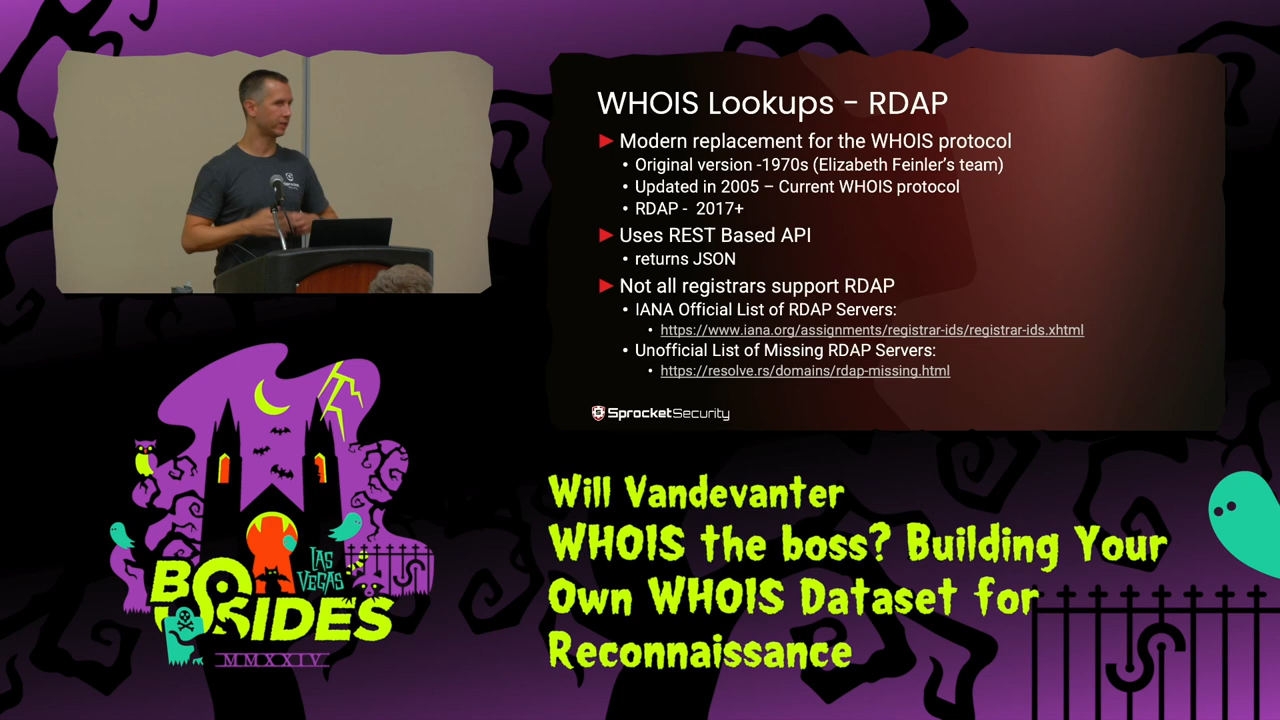 WHOIS Lookups - RDAP
Modern replacement for the WHOIS protocol
Original version -1970s (Elizabeth Feinler's team)
Updated in 2005 – Current WHOIS protocol
RDAP - 2017+
Uses REST Based API
returns JSON
Not all registrars support RDAP
IANA Official List of RDAP Servers:
https://www.iana.org/assignments/registrar-ids/registrar-ids.xhtml
Unofficial List of Missing RDAP Servers:
https://resolve.rs/domains/rdap-missing.html
SprocketSecurity
LAS
VEGAS
BSIDES
MMXXIV
Will Vandevanter
WHOIS the boss? Building Your
Own WHOIS Dataset for
Reconnaissance